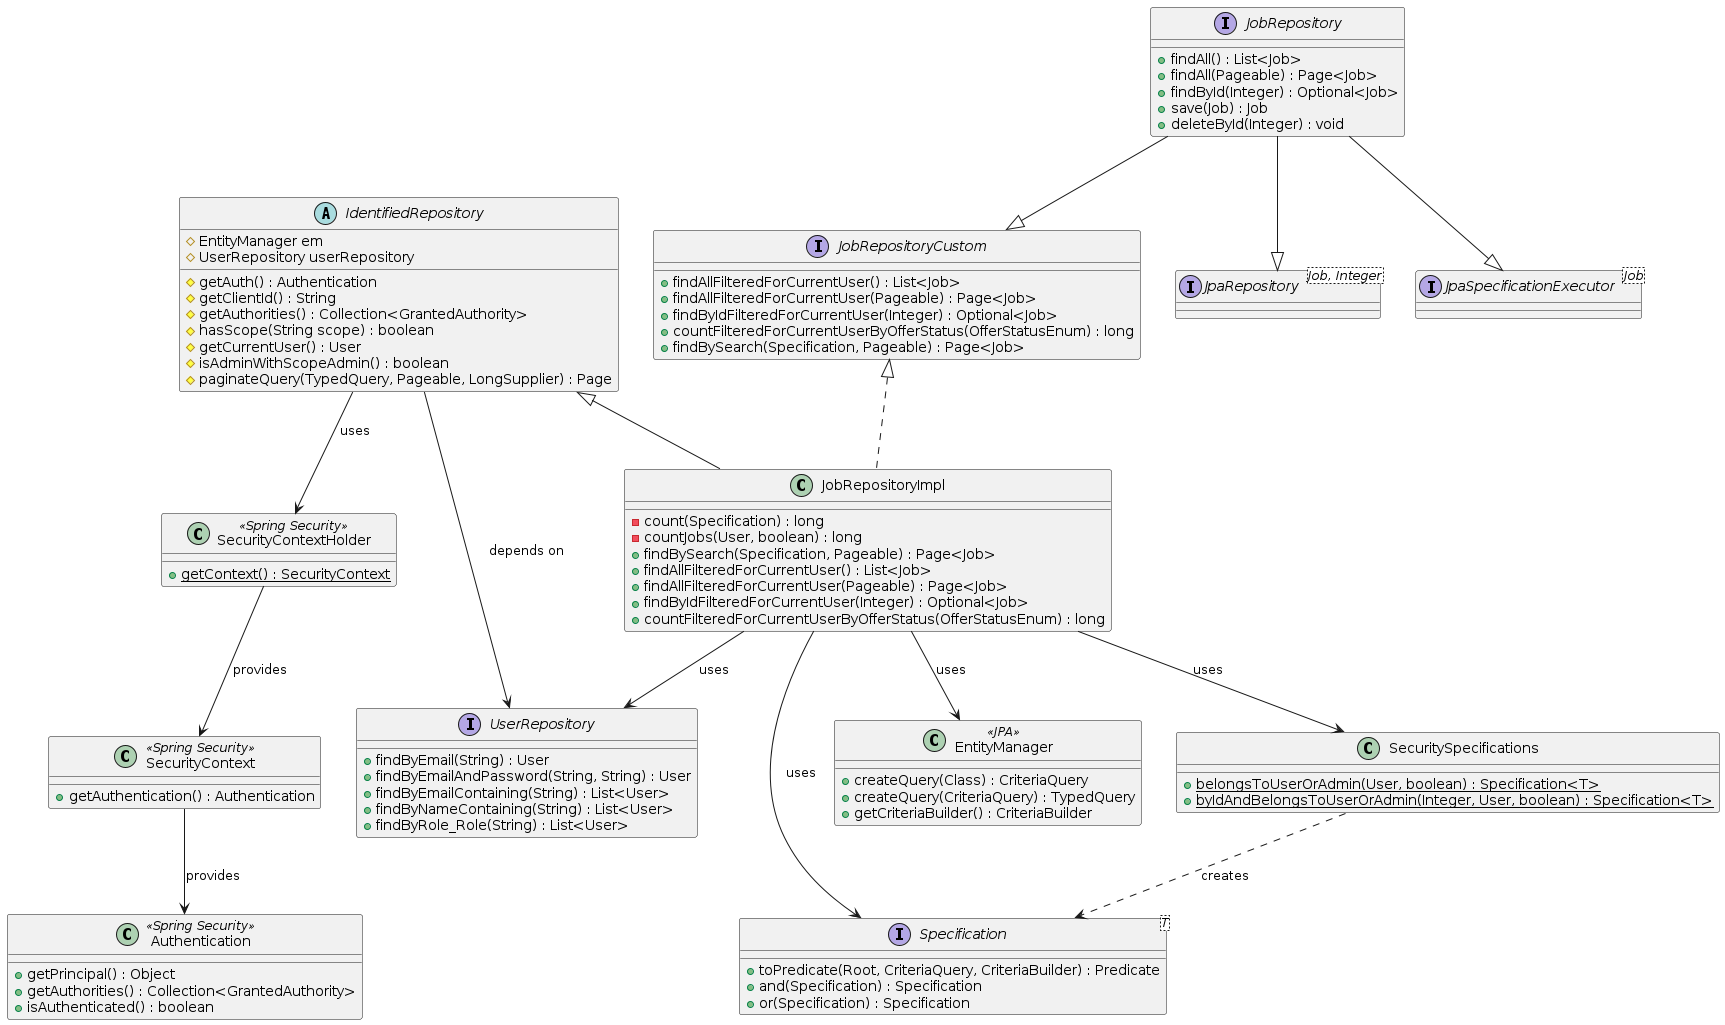 I JobRepository
findAll() : List<Job>
findAll(Pageable) : Page<Job>
findById(Integer) : Optional<Job>
save(Job) : Job
deleteById(Integer) : void
A IdentifiedRepository
EntityManager em
UserRepository userRepository
getAuth() : Authentication
getClientId() : String
getAuthorities() : Collection<GrantedAuthority>
hasScope(String scope) : boolean
getCurrentUser() : User
isAdminWithScopeAdmin() : boolean
paginateQuery(TypedQuery, Pageable, LongSupplier) : Page
I JobRepositoryCustom
findAllFilteredForCurrentUser() : List<Job>
findAllFilteredForCurrentUser(Pageable) : Page<Job>
findByIdFilteredForCurrentUser(Integer) : Optional<Job>
countFilteredForCurrentUserByOfferStatus(OfferStatusEnum) : long
findBySearch(Specification, Pageable) : Page<Job>
I JpaRepository
Job, Integer
I JpaSpecificationExecutor
Job
uses
depends on
C JobRepositoryImpl
count(Specification) : long
countJobs(User, boolean) : long
findBySearch(Specification, Pageable) : Page<Job>
findAllFilteredForCurrentUser() : List<Job>
findAllFilteredForCurrentUser(Pageable) : Page<Job>
findByIdFilteredForCurrentUser(Integer) : Optional<Job>
countFilteredForCurrentUserByOfferStatus(OfferStatusEnum) : long
C «Spring Security»
SecurityContextHolder
getContext() : SecurityContext
provides
uses
uses
uses
uses
C «Spring Security»
SecurityContext
getAuthentication() : Authentication
I UserRepository
findByEmail(String) : User
findByEmailAndPassword(String, String) : User
findByEmailContaining(String) : List<User>
findByNameContaining(String) : List<User>
findByRole_Role(String) : List<User>
C «JPA»
EntityManager
createQuery(Class) : CriteriaQuery
createQuery(CriteriaQuery) : TypedQuery
getCriteriaBuilder() : CriteriaBuilder
C SecuritySpecifications
belongsToUserOrAdmin(User, boolean) : Specification<T>
byIdAndBelongsToUserOrAdmin(Integer, User, boolean) : Specification<T>
provides
creates
C «Spring Security»
Authentication
getPrincipal() : Object
getAuthorities() : Collection<GrantedAuthority>
isAuthenticated() : boolean
I Specification
T
toPredicate(Root, CriteriaQuery, CriteriaBuilder) : Predicate
and(Specification) : Specification
or(Specification) : Specification